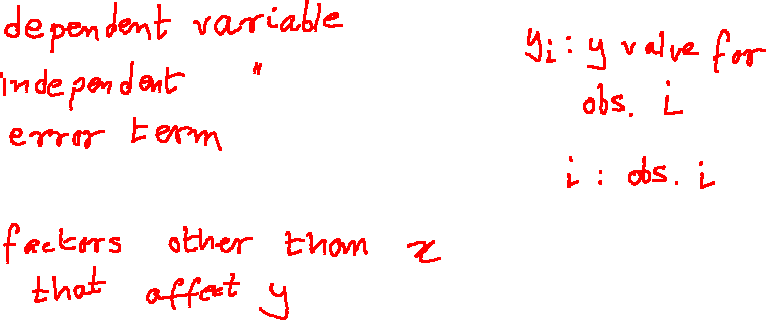 dependent variable
independent "
error term
factors other than x
that affect y
yi : y value for
obs. i
i : obs. i